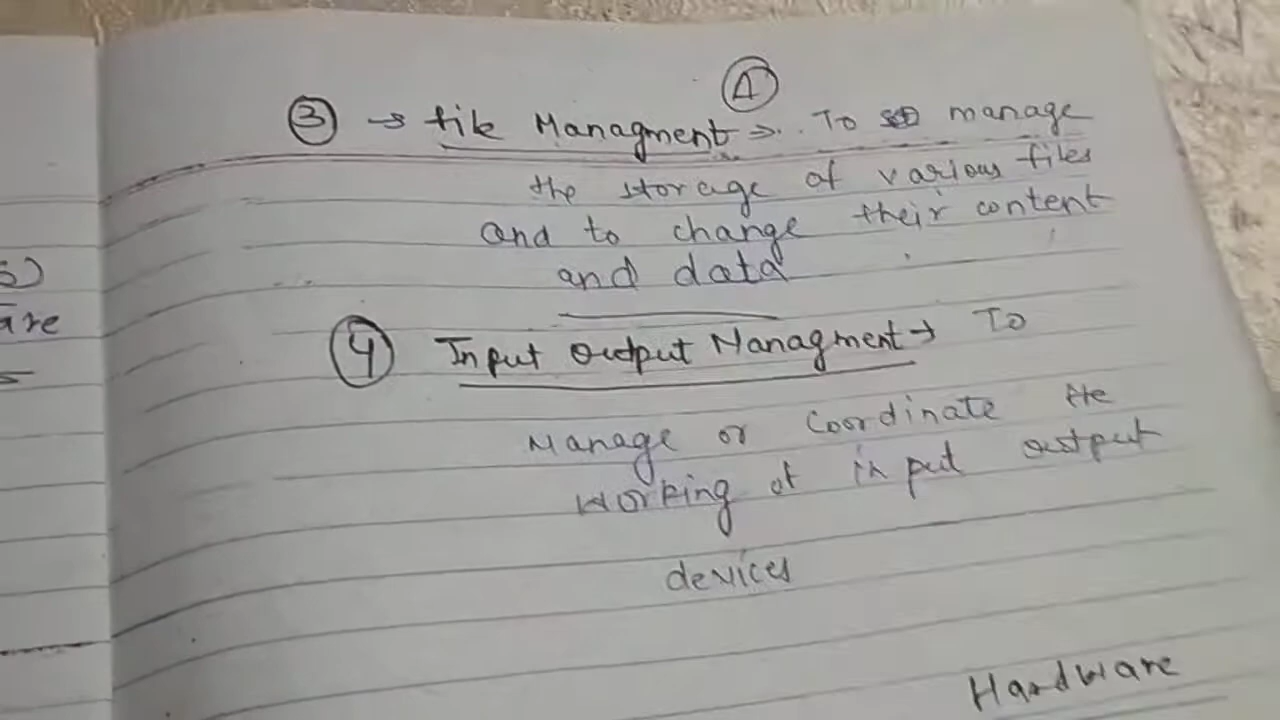 4
3 → file Managment → To manage
the storage of various files
and to change their content
and data
4 Input Output Managment → To
Manage or Coordinate the
working of input output
devices
Hardware
are